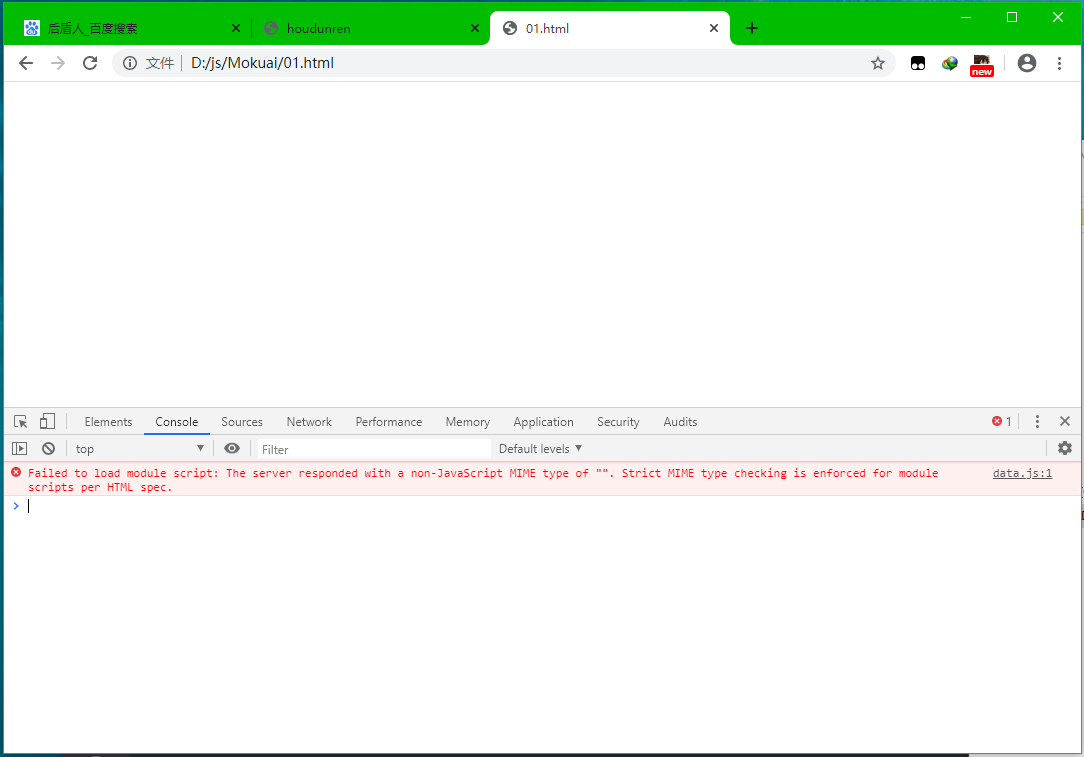 后盾人_百度搜索
houdunren
01.html
文件
D:/js/Mokuai/01.html
new
Elements
Console
Sources
Network
Performance
Memory
Application
Security
Audits
1
top
Filter
Default levels
Failed to load module script: The server responded with a non-JavaScript MIME type of "". Strict MIME type checking is enforced for module
data.js:1
scripts per HTML spec.